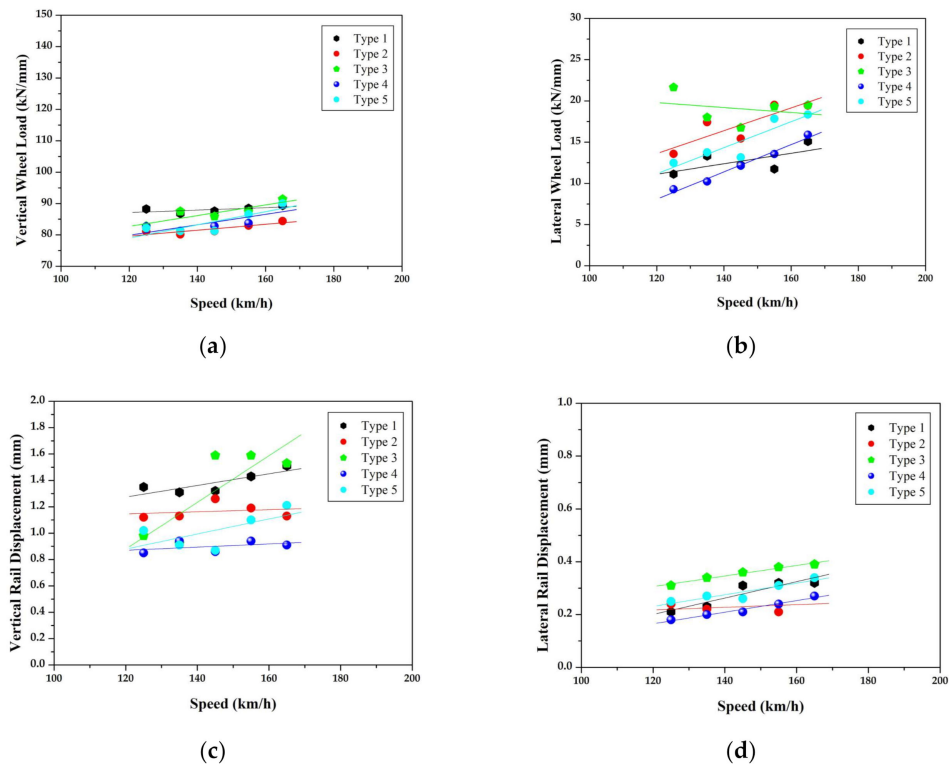 150
140
130
120
110
100
90
80
70
Vertical Wheel Load (kN/mm)
100 120 140 160 180 200
Speed (km/h)
Type 1
Type 2
Type 3
Type 4
Type 5
(a)
30
25
20
15
10
5
0
Lateral Wheel Load (kN/mm)
100 120 140 160 180 200
Speed (km/h)
Type 1
Type 2
Type 3
Type 4
Type 5
(b)
2.0
1.8
1.6
1.4
1.2
1.0
0.8
0.6
0.4
0.2
0.0
Vertical Rail Displacement (mm)
100 120 140 160 180 200
Speed (km/h)
Type 1
Type 2
Type 3
Type 4
Type 5
(c)
1.0
0.8
0.6
0.4
0.2
0.0
Lateral Rail Displacement (mm)
100 120 140 160 180 200
Speed (km/h)
Type 1
Type 2
Type 3
Type 4
Type 5
(d)